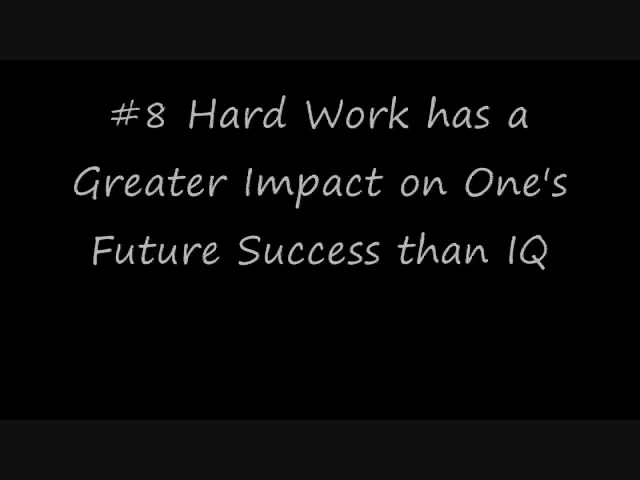 #8 Hard Work has a
Greater Impact on One's
Future Success than IQ